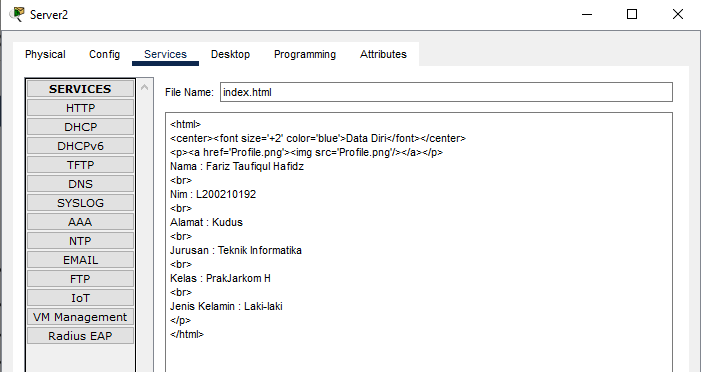 Server2
Physical Config Services Desktop Programming Attributes
SERVICES
HTTP
DHCP
DHCPv6
TFTP
DNS
SYSLOG
AAA
NTP
EMAIL
FTP
IoT
VM Management
Radius EAP
File Name: index.html
<html>
<center><font size='+2' color='blue'>Data Diri</font></center>
<p><a href='Profile.png'><img src='Profile.png'/></a></p>
Nama : Fariz Taufiqul Hafidz
<br>
Nim : L200210192
<br>
Alamat : Kudus
<br>
Jurusan : Teknik Informatika
<br>
Kelas : PrakJarkom H
<br>
Jenis Kelamin : Laki-laki
</p>
</html>